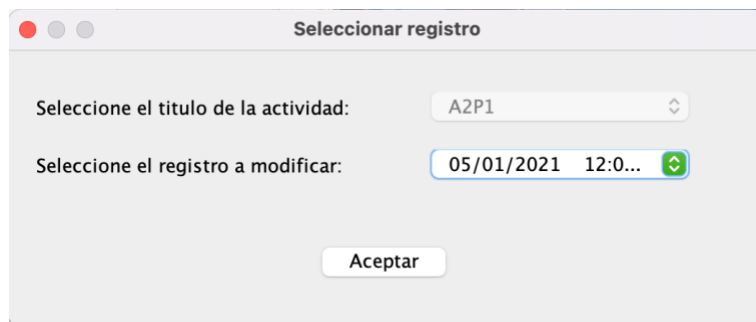 Seleccionar registro
Seleccione el titulo de la actividad: A2P1
Seleccione el registro a modificar: 05/01/2021 12:0...
Aceptar